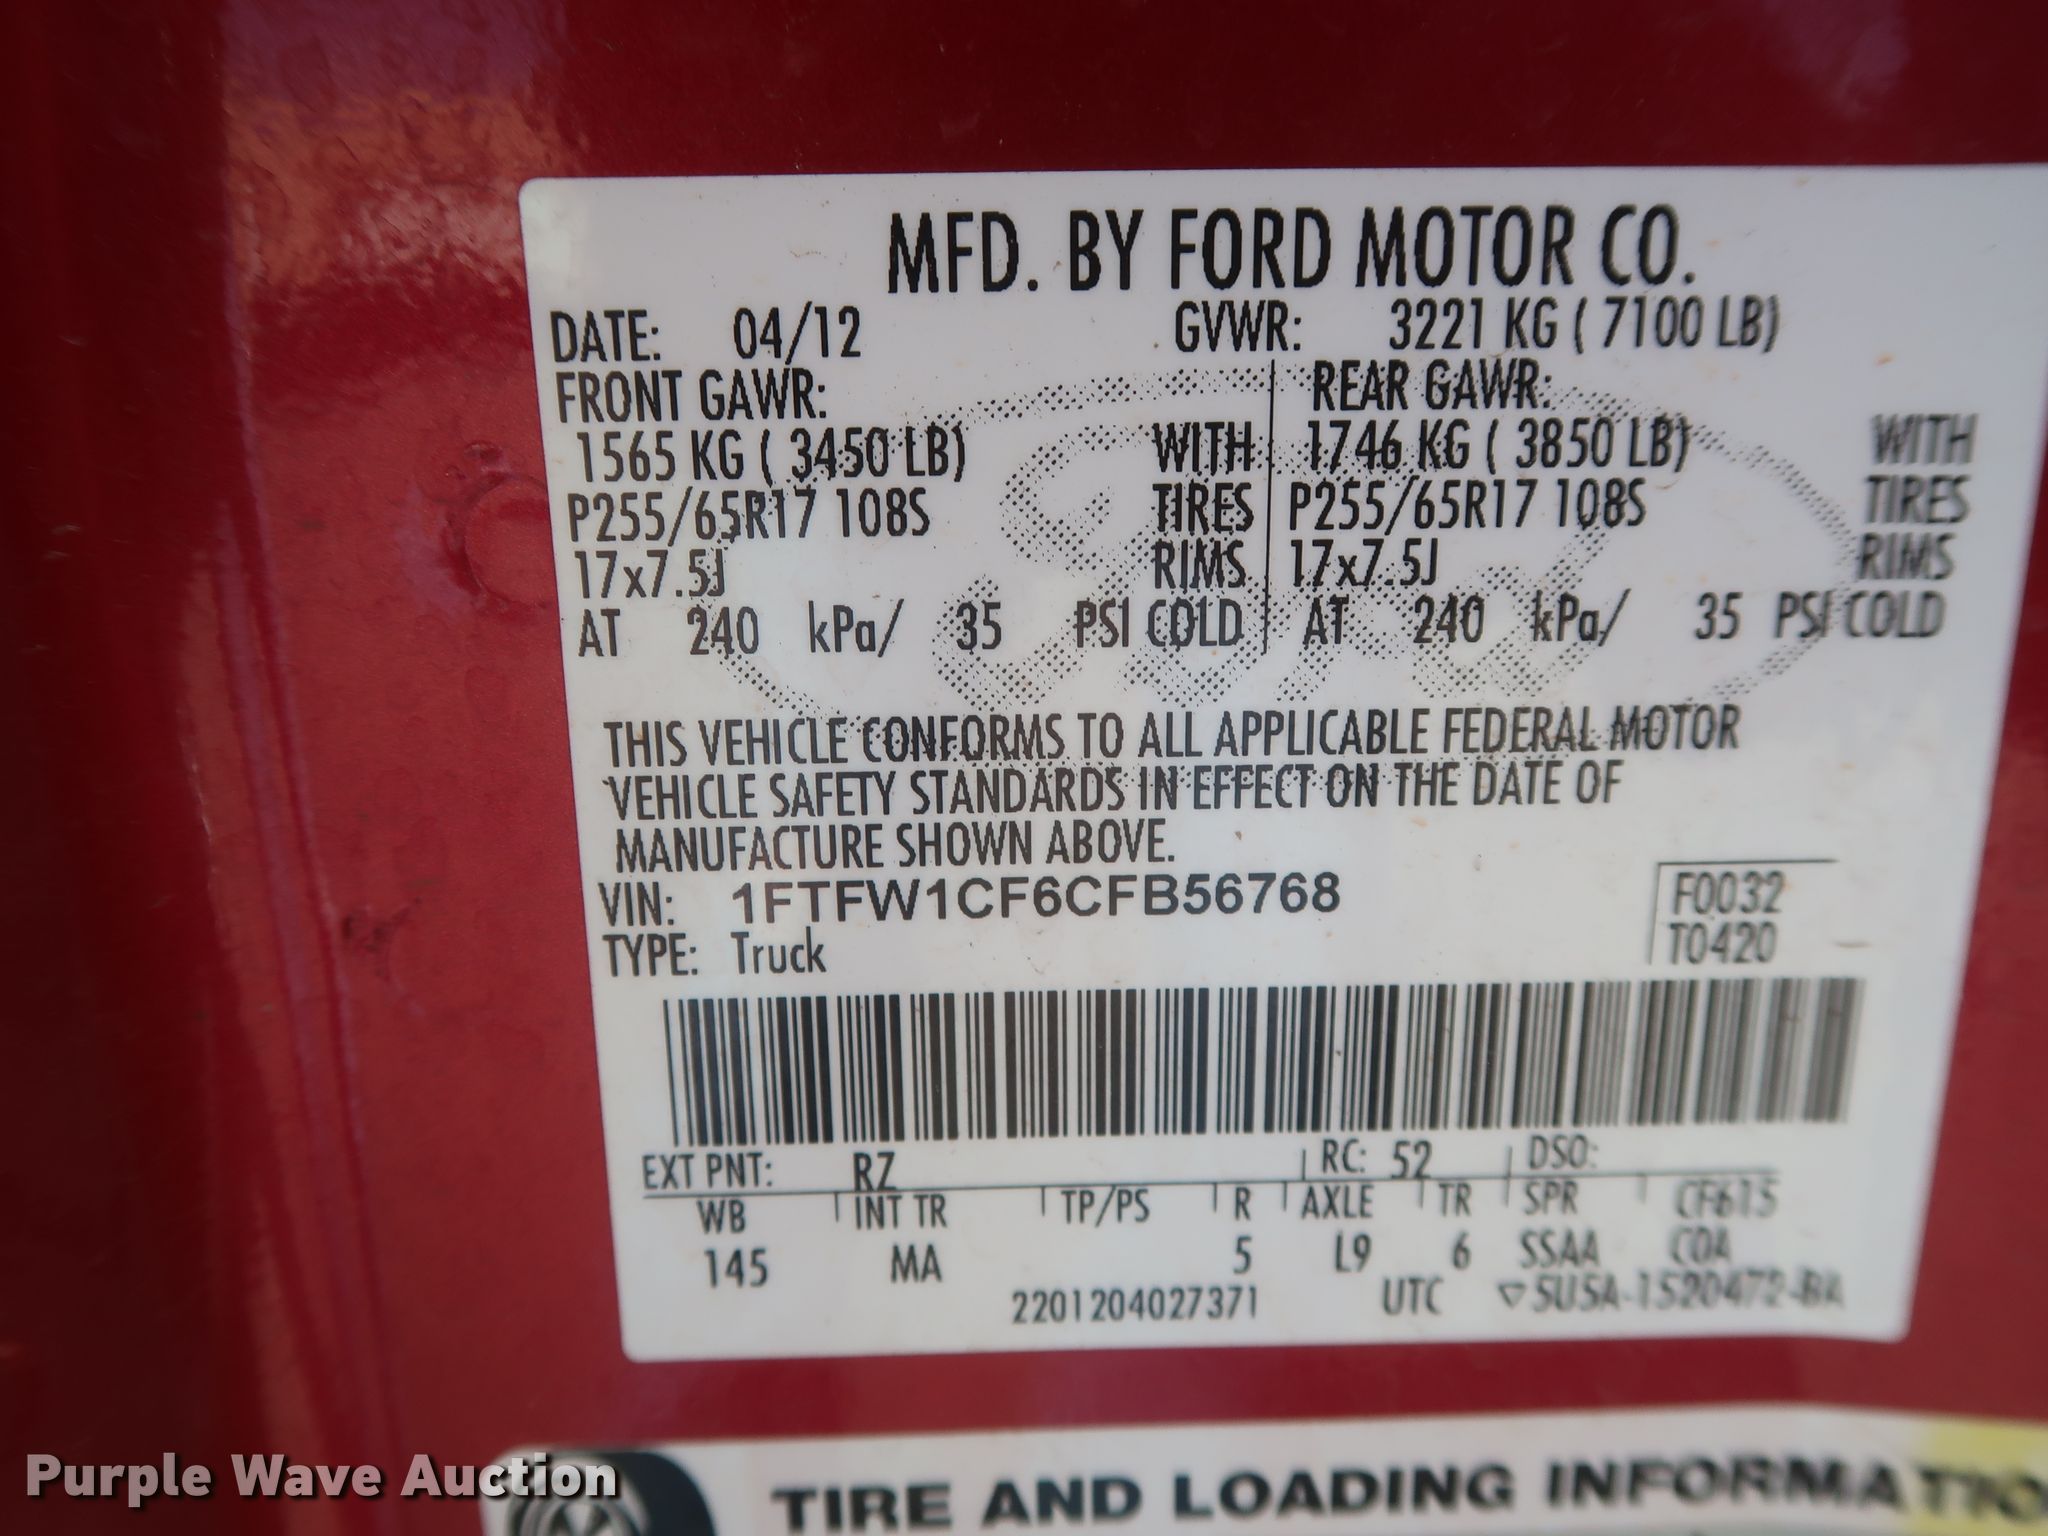 MFD. BY FORD MOTOR CO.
DATE: 04/12 GVWR: 3221 KG ( 7100 LB)
FRONT GAWR: REAR GAWR:
1565 KG ( 3450 LB) WITH 1746 KG ( 3850 LB) WITH
P255/65R17 108S TIRES P255/65R17 108S TIRES
17x7.5J RIMS 17x7.5J RIMS
AT 240 kPa/ 35 PSI COLD AT 240 kPa/ 35 PSI COLD
THIS VEHICLE CONFORMS TO ALL APPLICABLE FEDERAL MOTOR
VEHICLE SAFETY STANDARDS IN EFFECT ON THE DATE OF
MANUFACTURE SHOWN ABOVE.
VIN: 1FTFW1CF6CFB56768 F0032
TYPE: Truck T0420
EXT PNT: RZ RC: 52 DSO:
WB INT TR TP/PS R AXLE TR SPR CF615
145 MA 5 L9 6 SSAA COA
2201204027371 UTC ▽5U5A-1520472-BA
TIRE AND LOADING INFORMATION
Purple Wave Auction